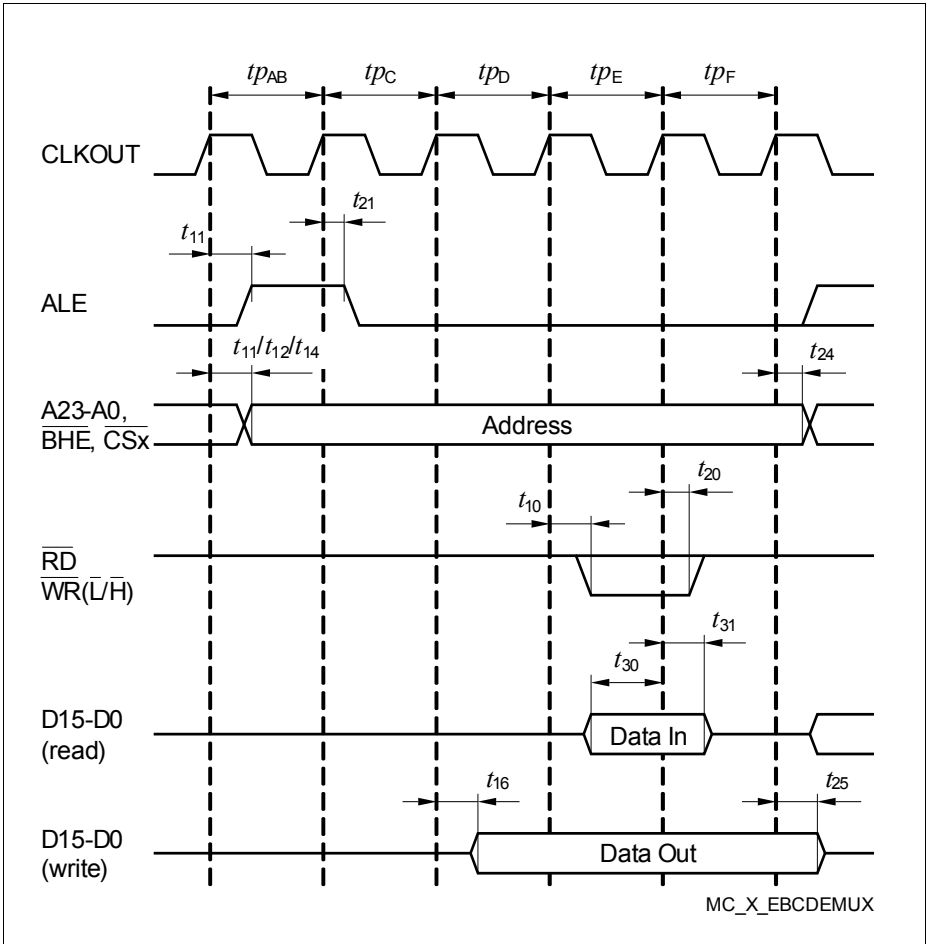 tpAB tpC tpD tpE tpF
CLKOUT
t21
t11
ALE
t11/t12/t14
t24
A23-A0,
BHE, CSx
Address
t20
t10
RD
WR(L/H)
t31
t30
D15-D0
(read)
Data In
t16
t25
D15-D0
(write)
Data Out
MC_X_EBCDEMUX